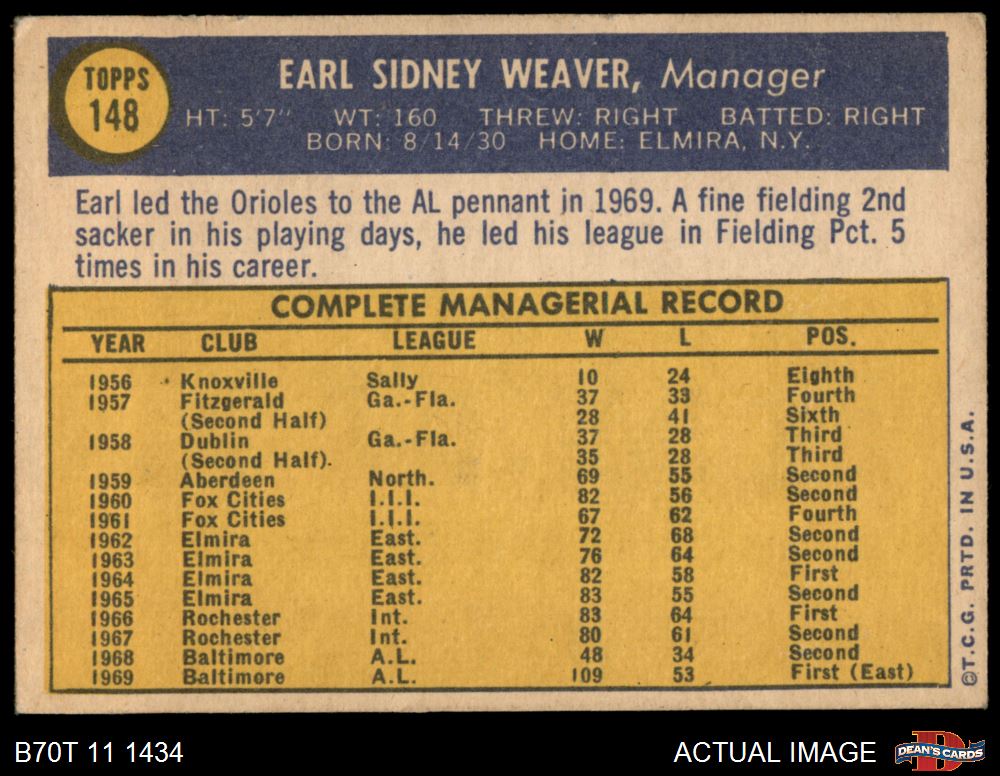 TOPPS
148
EARL SIDNEY WEAVER, Manager
HT: 5'7" WT: 160 THREW: RIGHT BATTED: RIGHT
BORN: 8/14/30 HOME: ELMIRA, N.Y.
Earl led the Orioles to the AL pennant in 1969. A fine fielding 2nd
sacker in his playing days, he led his league in Fielding Pct. 5
times in his career.
COMPLETE MANAGERIAL RECORD
YEAR CLUB LEAGUE W L POS.
1956 Knoxville Sally 10 24 Eighth
1957 Fitzgerald Ga.-Fla. 37 33 Fourth
(Second Half) 28 41 Sixth
1958 Dublin Ga.-Fla. 37 28 Third
(Second Half). 35 28 Third
1959 Aberdeen North. 69 55 Second
1960 Fox Cities I.I.I. 82 56 Second
1961 Fox Cities I.I.I. 67 62 Fourth
1962 Elmira East. 72 68 Second
1963 Elmira East. 76 64 Second
1964 Elmira East. 82 58 First
1965 Elmira East. 83 55 Second
1966 Rochester Int. 83 64 First
1967 Rochester Int. 80 61 Second
1968 Baltimore A.L. 48 34 Second
1969 Baltimore A.L. 109 53 First (East)
©T.C.G. PRTD. IN U.S.A.
B70T 11 1434
ACTUAL IMAGE
DEAN'S CARDS